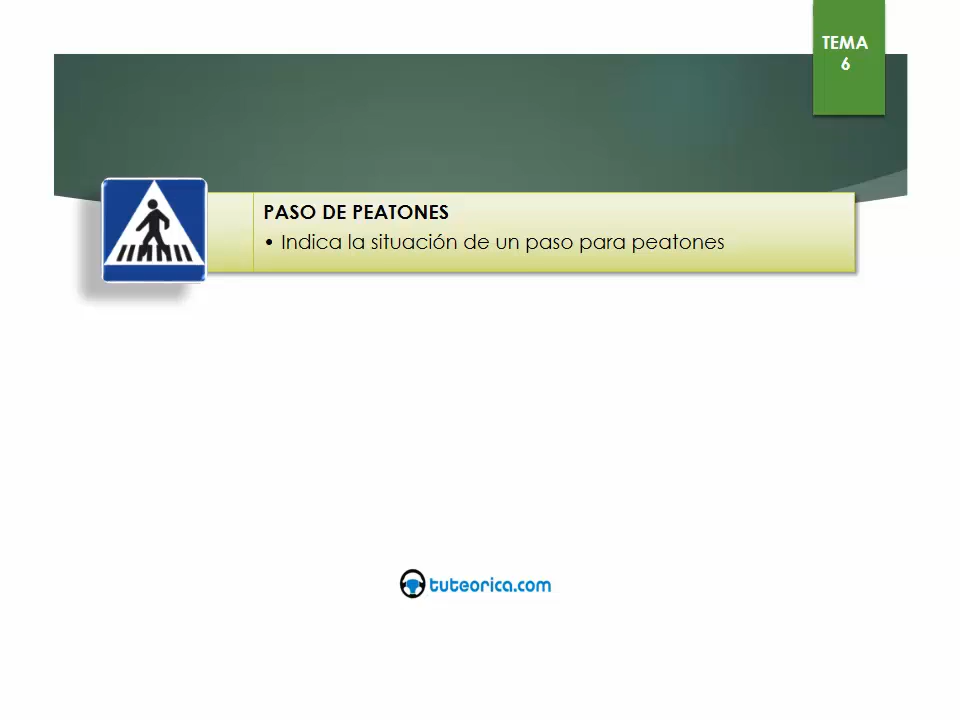 TEMA
6
PASO DE PEATONES
• Indica la situación de un paso para peatones
tuteorica.com